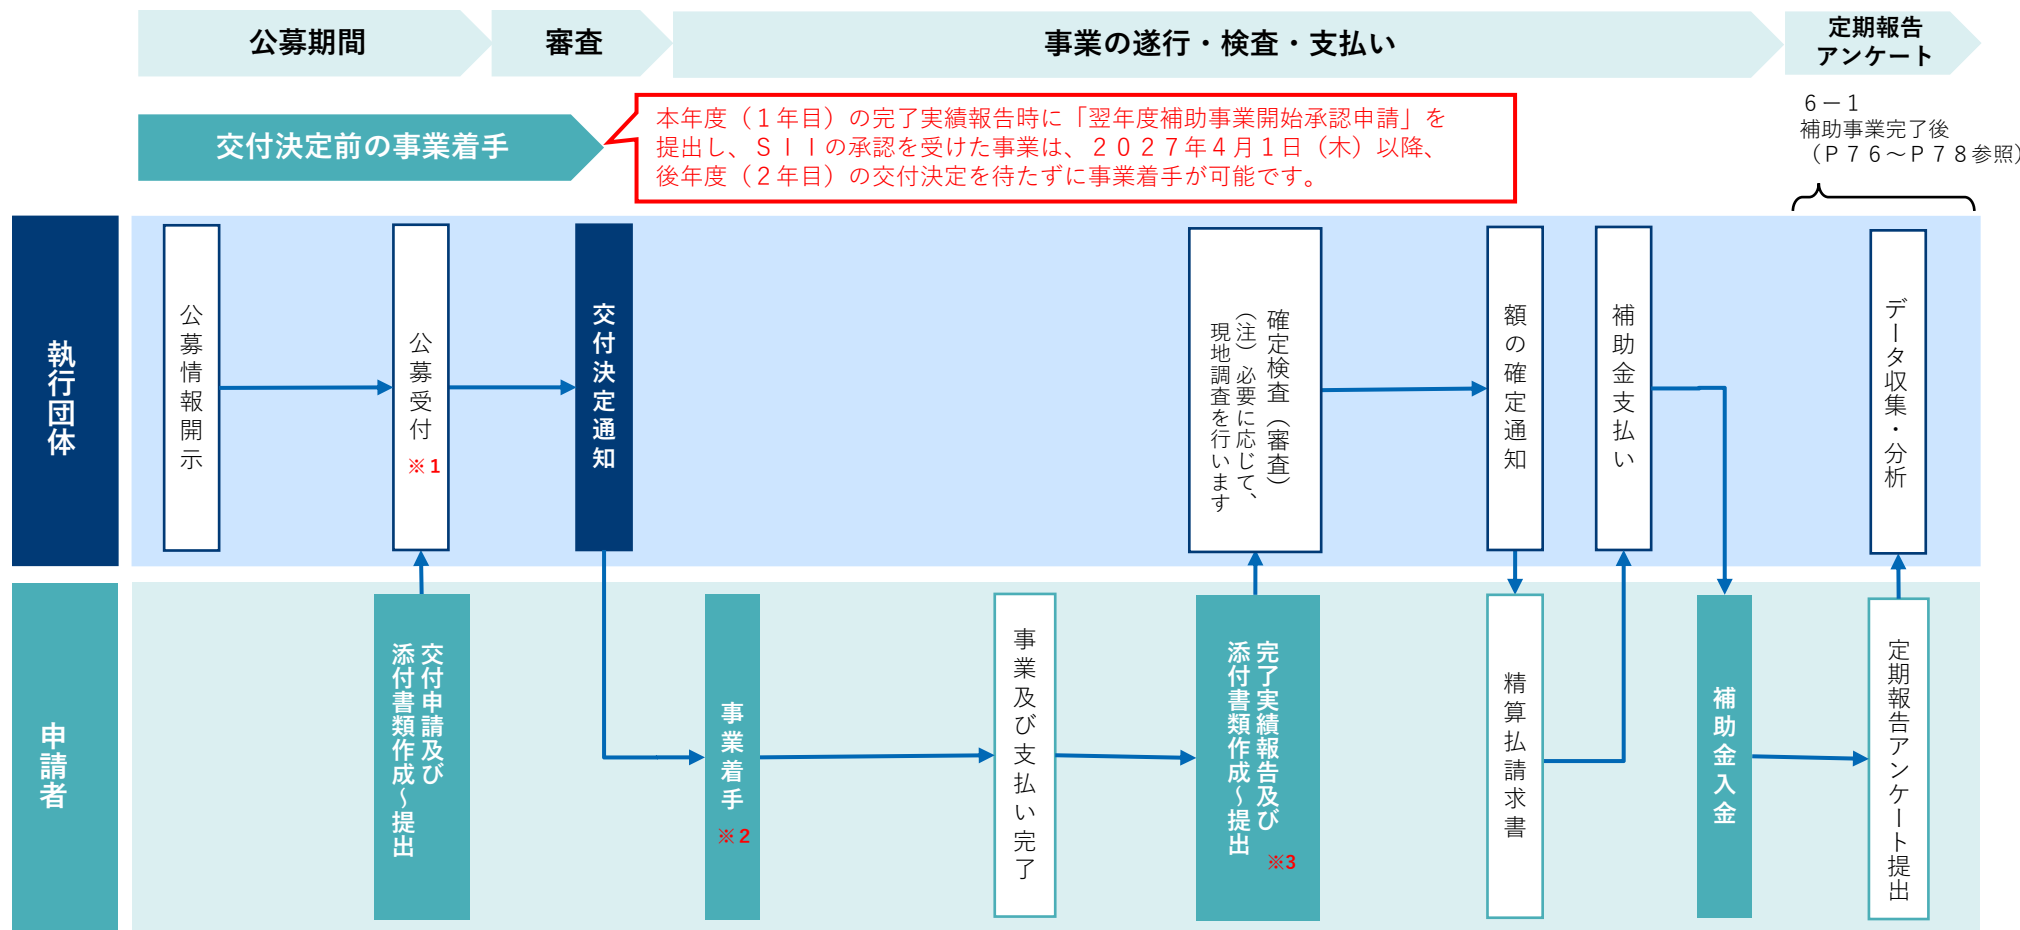 公募期間
審査
事業の遂行・検査・支払い
定期報告
アンケート
交付決定前の事業着手
本年度（１年目）の完了実績報告時に「翌年度補助事業開始承認申請」を
提出し、ＳＩＩの承認を受けた事業は、２０２７年４月１日（木）以降、
後年度（２年目）の交付決定を待たずに事業着手が可能です。
６－１
補助事業完了後
（Ｐ７６～Ｐ７８参照）
執行団体
公募情報開示
公募受付
※1
交付決定通知
確定検査（審査）
（注）必要に応じて、
現地調査を行います
額の確定通知
補助金支払い
データ収集・分析
申請者
交付申請及び
添付書類作成～提出
事業着手
※2
事業及び支払い完了
完了実績報告及び
添付書類作成～提出
※3
精算払請求書
補助金入金
定期報告アンケート提出